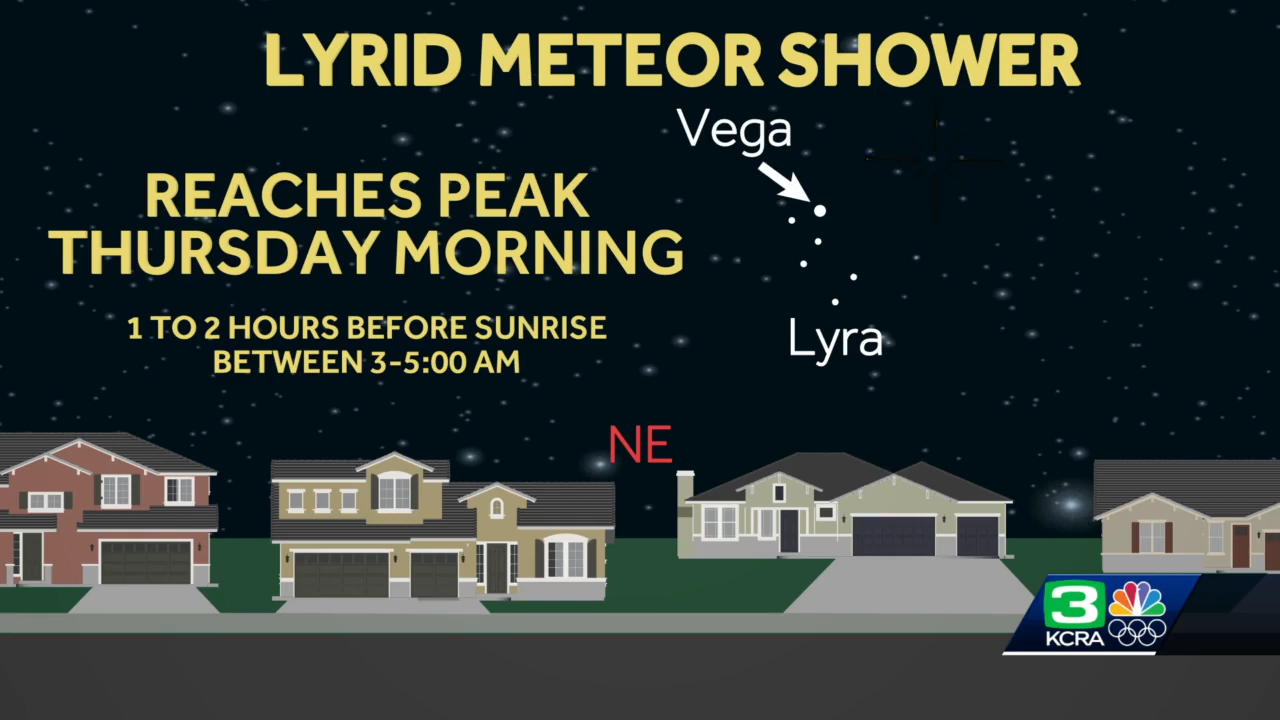 LYRID METEOR SHOWER
Vega
REACHES PEAK
THURSDAY MORNING
1 TO 2 HOURS BEFORE SUNRISE
BETWEEN 3-5:00 AM
Lyra
NE
3
KCRA